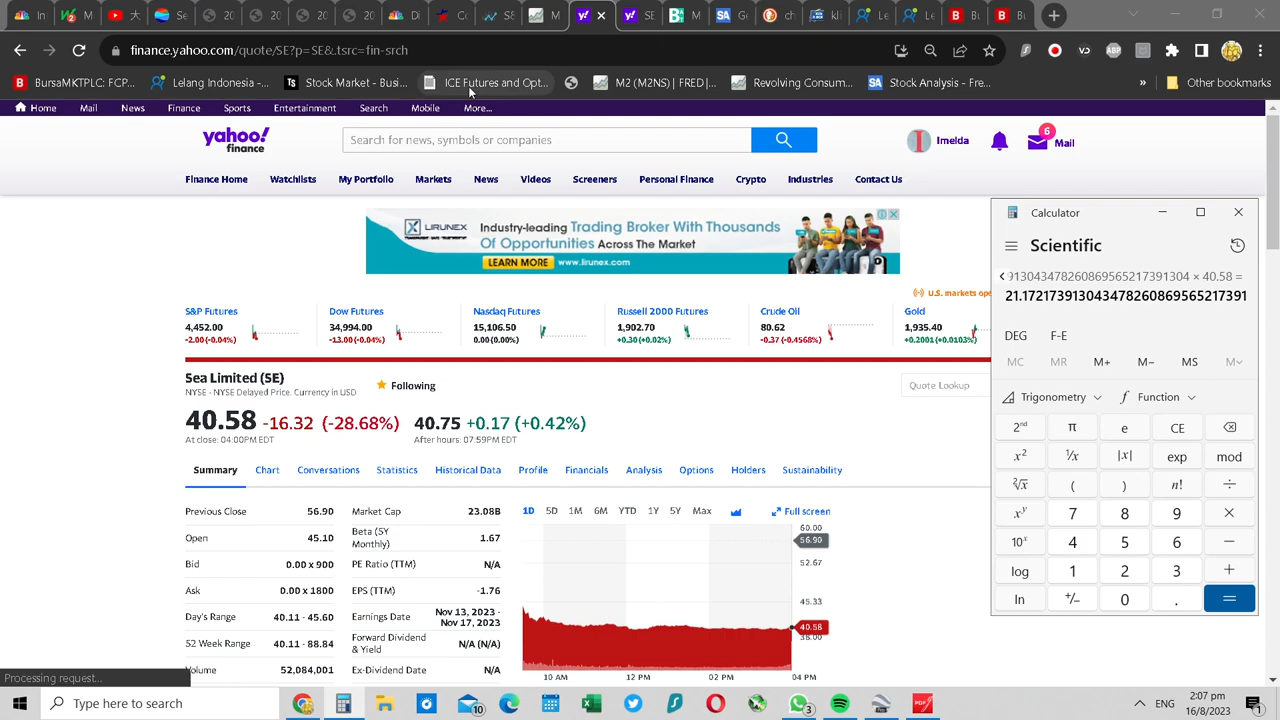 SE
SE
SA
Le
Le
finance.yahoo.com/quote/SE?p=SE&.tsrc=fin-srch
BursaMKTPLC: FCP...
Lelang Indonesia -...
Stock Market - Busi...
ICE Futures and Opt...
M2 (M2NS) | FRED |...
Revolving Consumer...
Stock Analysis - Fre...
»
Other bookmarks
Home Mail News Finance Sports Entertainment Search Mobile More...
yahoo!
finance
Search for news, symbols or companies
Imelda
6
Mail
Finance Home Watchlists My Portfolio Markets News Videos Screeners Personal Finance Crypto Industries Contact Us
LIRUNEX
Industry-leading Trading Broker With Thousands
Of Opportunities Across The Market
LEARN MORE www.lirunex.com
U.S. markets ope
S&P Futures
4,452.00
-2.00 (-0.04%)
Dow Futures
34,994.00
-13.00 (-0.04%)
Nasdaq Futures
15,106.50
0.00 (0.00%)
Russell 2000 Futures
1,902.70
+0.30 (+0.02%)
Crude Oil
80.62
-0.37 (-0.4568%)
Gold
1,935.40
+0.2001 (+0.0103%)
Sea Limited (SE)
NYSE - NYSE Delayed Price. Currency in USD
Following
Quote Lookup
40.58 -16.32 (-28.68%)
At close: 04:00PM EDT
40.75 +0.17 (+0.42%)
After hours: 07:59PM EDT
Summary Chart Conversations Statistics Historical Data Profile Financials Analysis Options Holders Sustainability
Previous Close 56.90
Open 45.10
Bid 0.00 x 900
Ask 0.00 x 1800
Day's Range 40.11 - 45.60
52 Week Range 40.11 - 88.84
Volume 52,084,001
Market Cap 23.08B
Beta (5Y
Monthly) 1.67
PE Ratio (TTM) N/A
EPS (TTM) -1.76
Earnings Date Nov 13, 2023 -
Nov 17, 2023
Forward Dividend
& Yield N/A (N/A)
Ex-Dividend Date N/A
1D 5D 1M 6M YTD 1Y 5Y Max
Full screen
60.00
56.90
52.67
45.33
40.58
38.00
10 AM 12 PM 02 PM 04 PM
Calculator
Scientific
913043478260869565217391304 × 40.58 =
21.172173913043478260869565217391
DEG F-E
MC MR M+ M− MS M
Trigonometry
f Function
2nd π e CE
x² ⅟x |x| exp mod
²√x ( ) n! ÷
xʸ 7 8 9 ×
10ˣ 4 5 6 −
log 1 2 3 +
ln +/− 0 . =
Processing request...
Type here to search
10
3
PDF
ENG
2:07 pm
16/8/2023
1